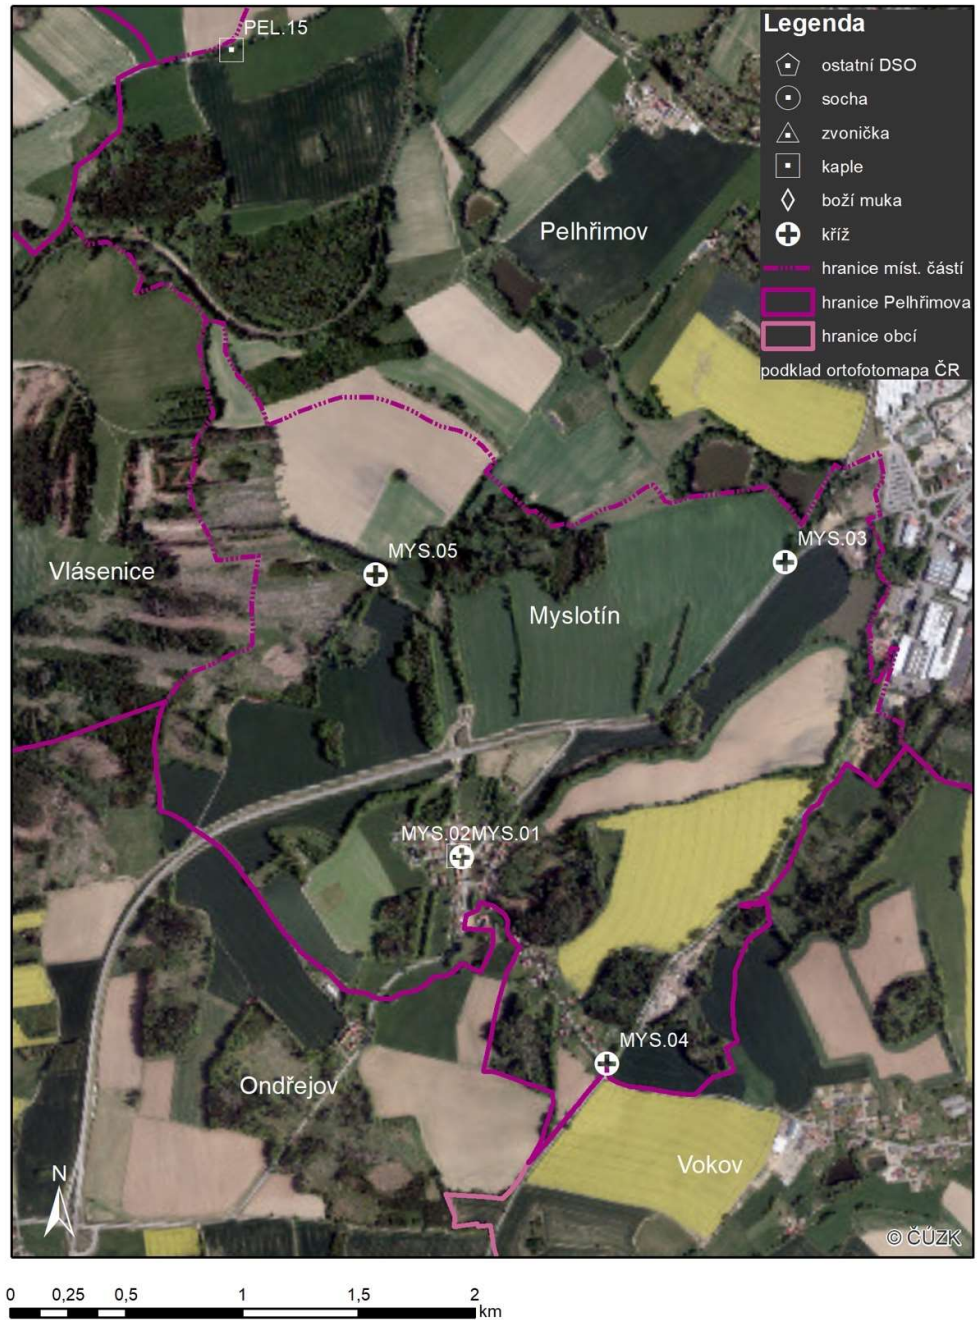 PEL.15
Legenda
ostatní DSO
socha
zvonička
kaple
boží muka
kříž
hranice míst. částí
hranice Pelhřimova
hranice obcí
podklad ortofotomapa ČR
Pelhřimov
MYS.05
MYS.03
Vlásenice
Myslotín
MYS.02MYS.01
MYS.04
Ondřejov
Vokov
N
© ČÚZK
0 0,25 0,5 1 1,5 2
km